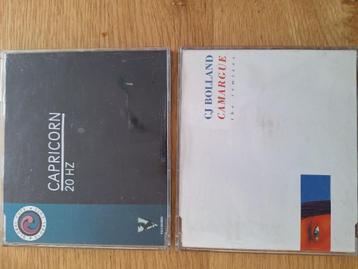 CAPRICORN
20 HZ
CJ BOLLAND
CAMARGUE
the remixes